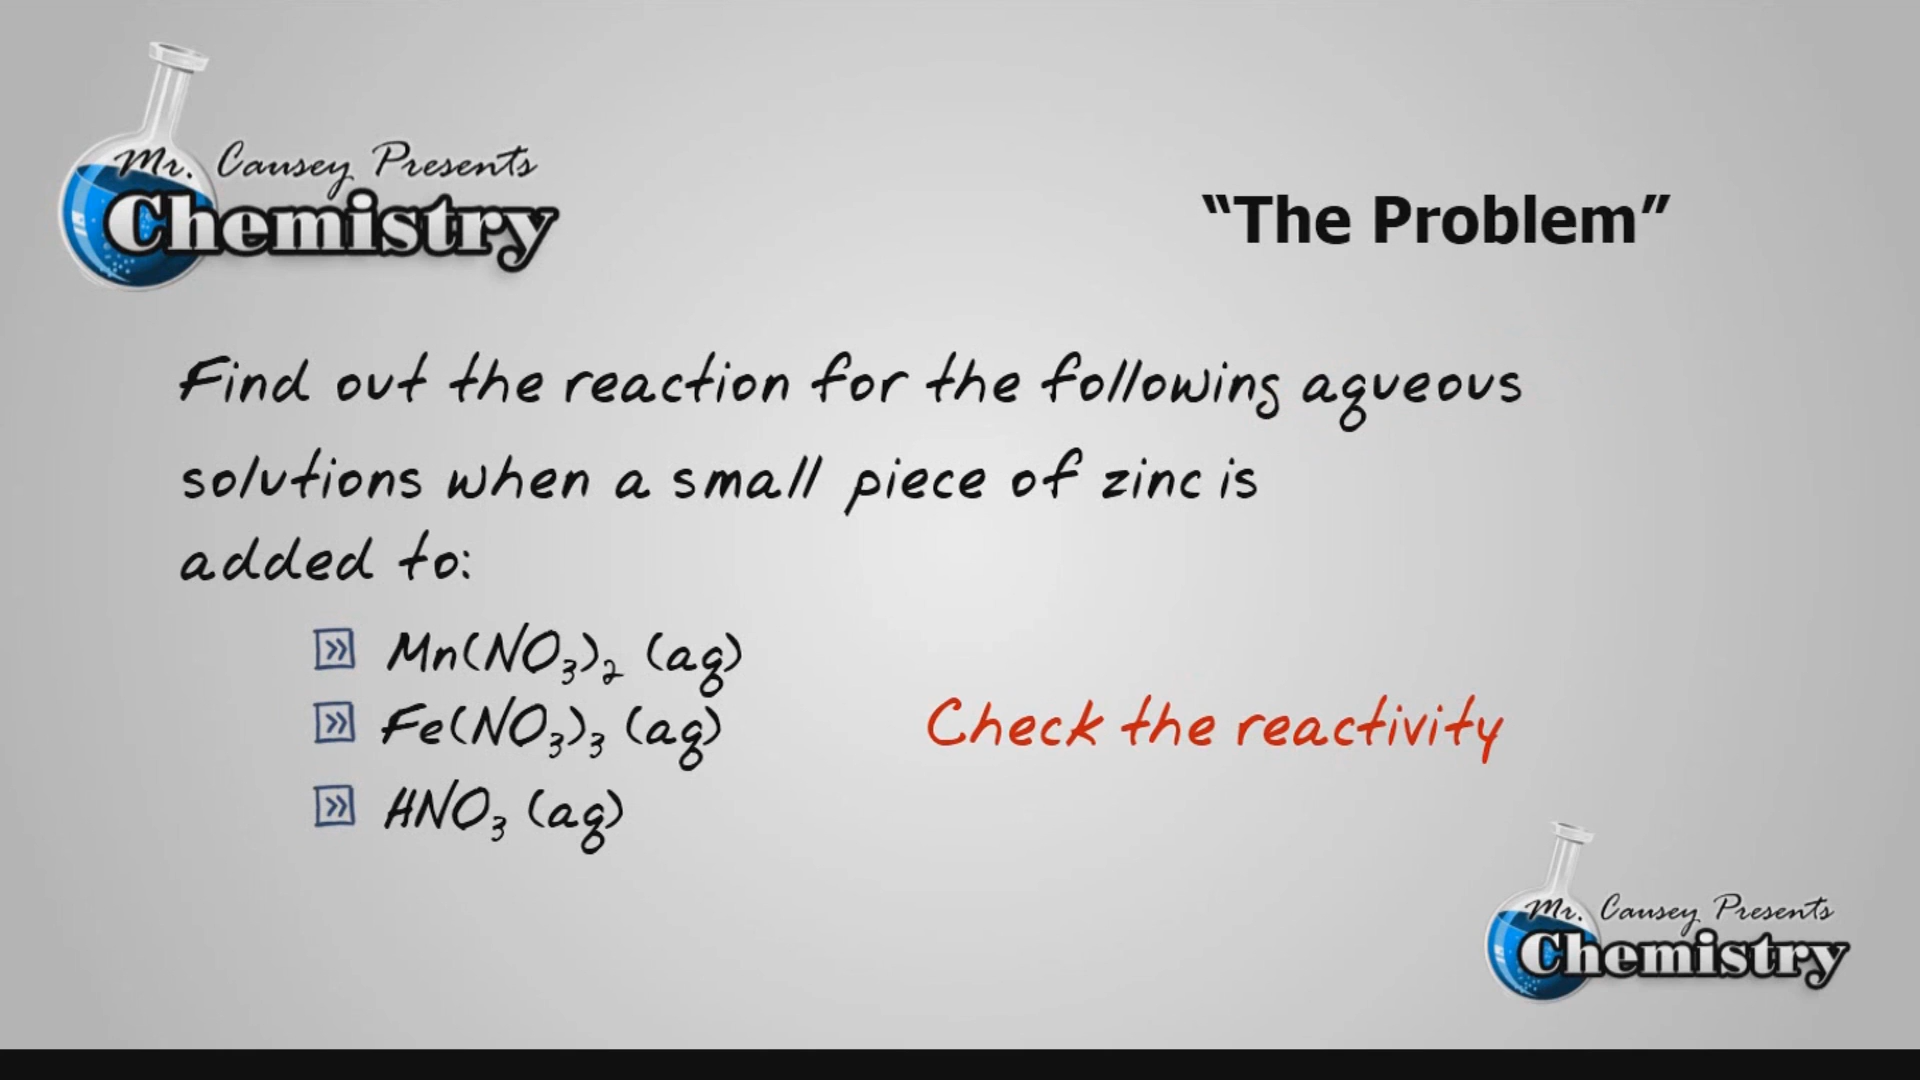 Mr. Causey Presents
Chemistry
“The Problem”
Find out the reaction for the following aqueous
solutions when a small piece of zinc is
added to:
Mn(NO₃)₂ (aq)
Fe(NO₃)₃ (aq)
Check the reactivity
HNO₃ (aq)
Mr. Causey Presents
Chemistry